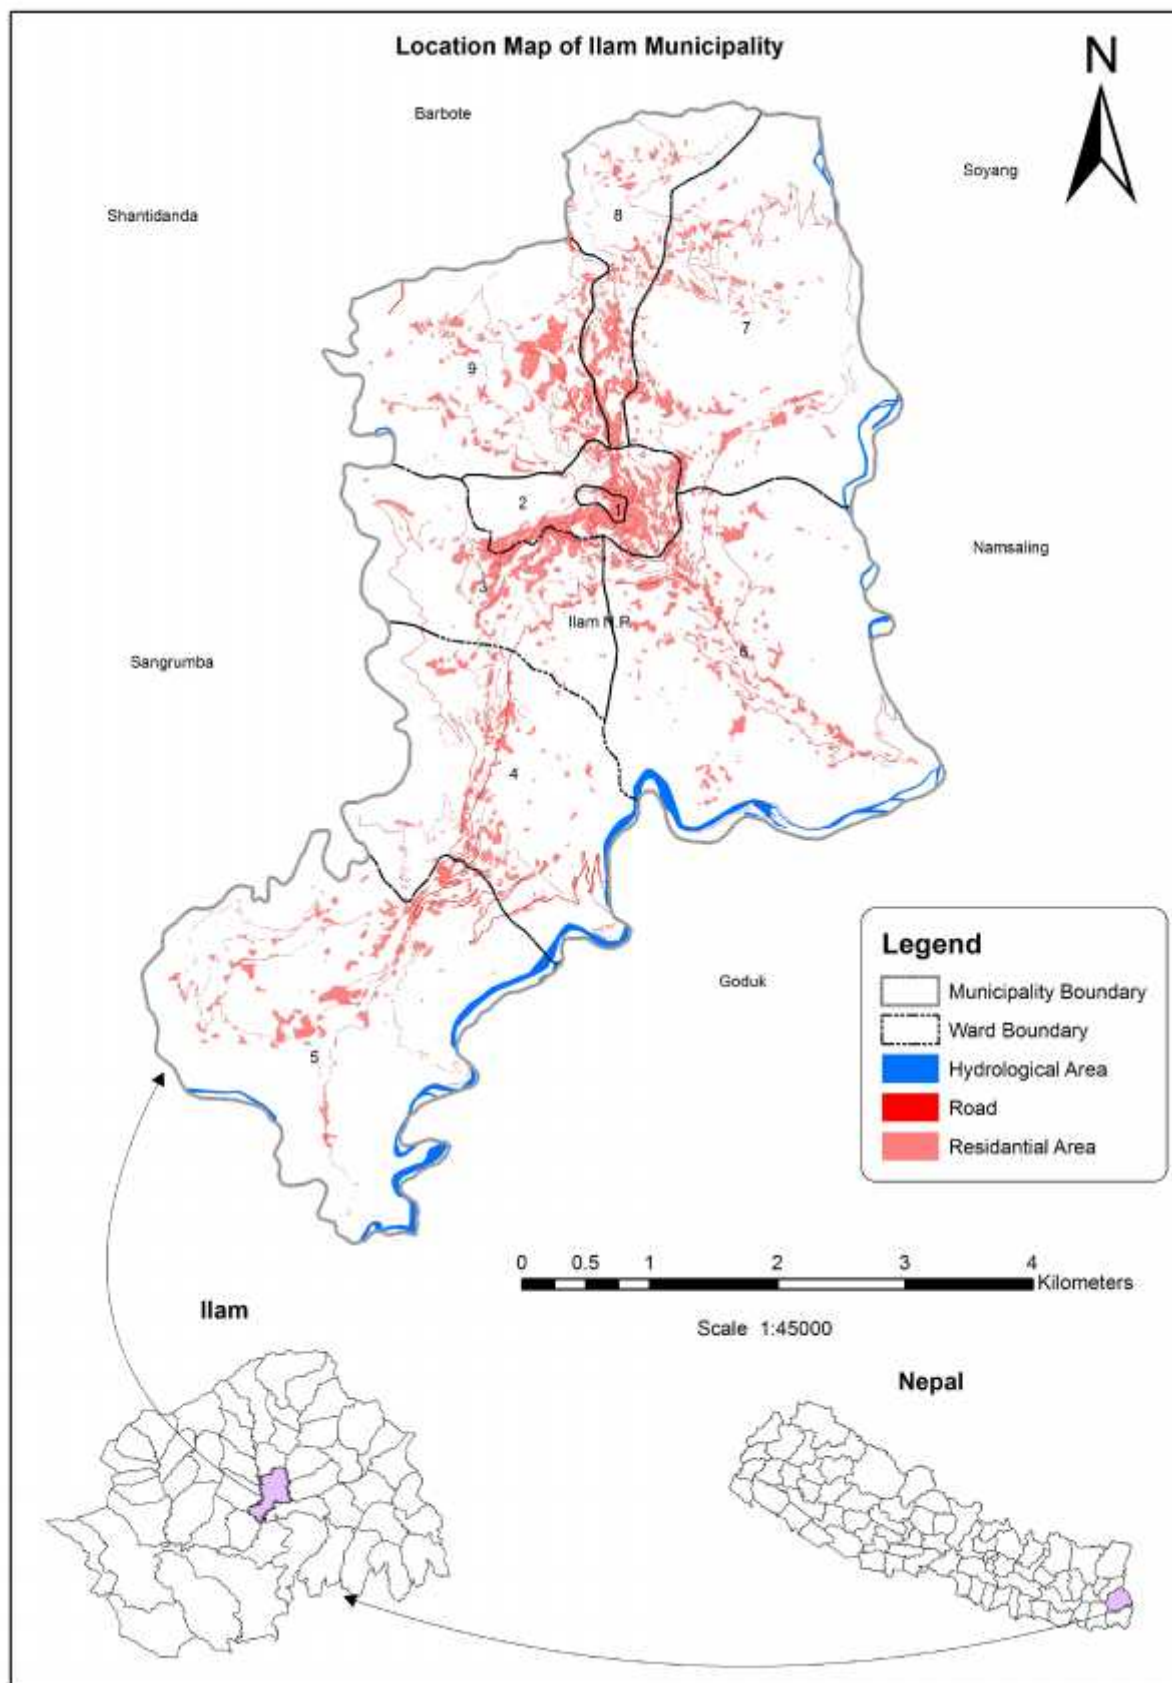 Location Map of Ilam Municipality
N
Barbote
Soyang
Shantidanda
8
7
9
2
1
Namsaling
3
Ilam N.R.
Sangrumba
6
4
Goduk
5
Legend
Municipality Boundary
Ward Boundary
Hydrological Area
Road
Residantial Area
0 0.5 1 2 3 4
Kilometers
Scale 1:45000
Ilam
Nepal